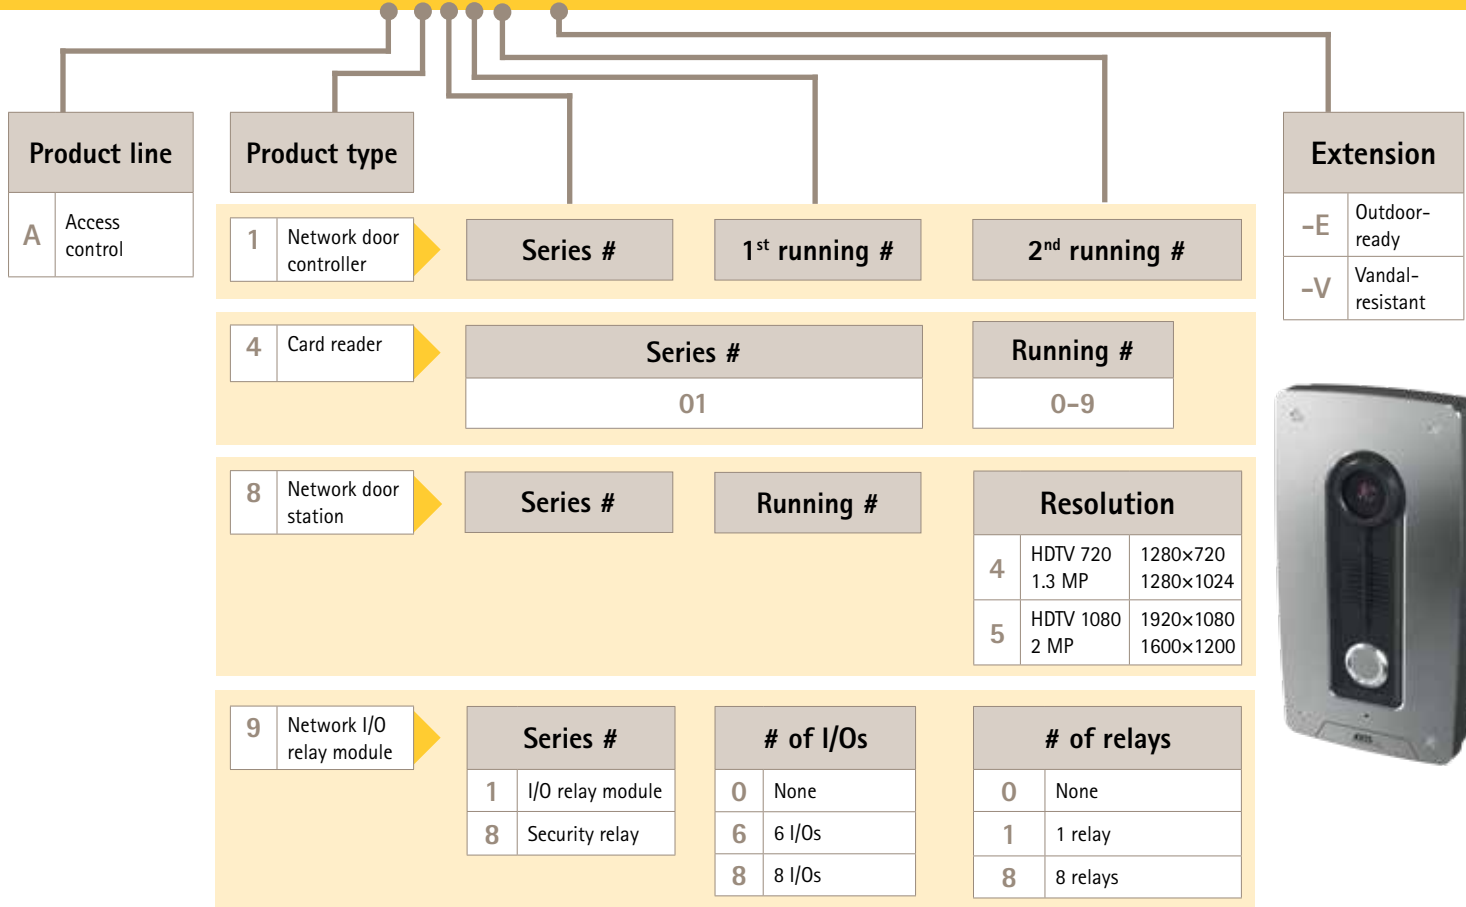 Product line
A
Access
control
Product type
1
Network door
controller
Series #
1st running #
2nd running #
Extension
-E
Outdoor-
ready
-V
Vandal-
resistant
4
Card reader
Series #
01
Running #
0-9
8
Network door
station
Series #
Running #
Resolution
4
HDTV 720
1.3 MP
1280×720
1280×1024
5
HDTV 1080
2 MP
1920×1080
1600×1200
9
Network I/O
relay module
Series #
1 I/O relay module
8 Security relay
# of I/Os
0 None
6 6 I/Os
8 8 I/Os
# of relays
0 None
1 1 relay
8 8 relays
AXIS